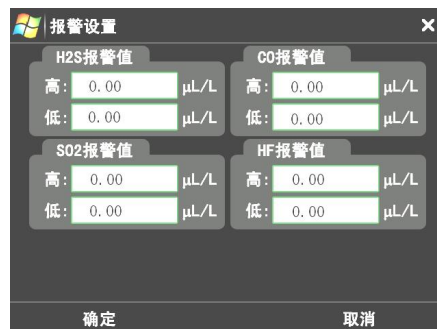 报警设置
H2S报警值
高: 0.00 μL/L
低: 0.00 μL/L
CO报警值
高: 0.00 μL/L
低: 0.00 μL/L
SO2报警值
高: 0.00 μL/L
低: 0.00 μL/L
HF报警值
高: 0.00 μL/L
低: 0.00 μL/L
确定 取消